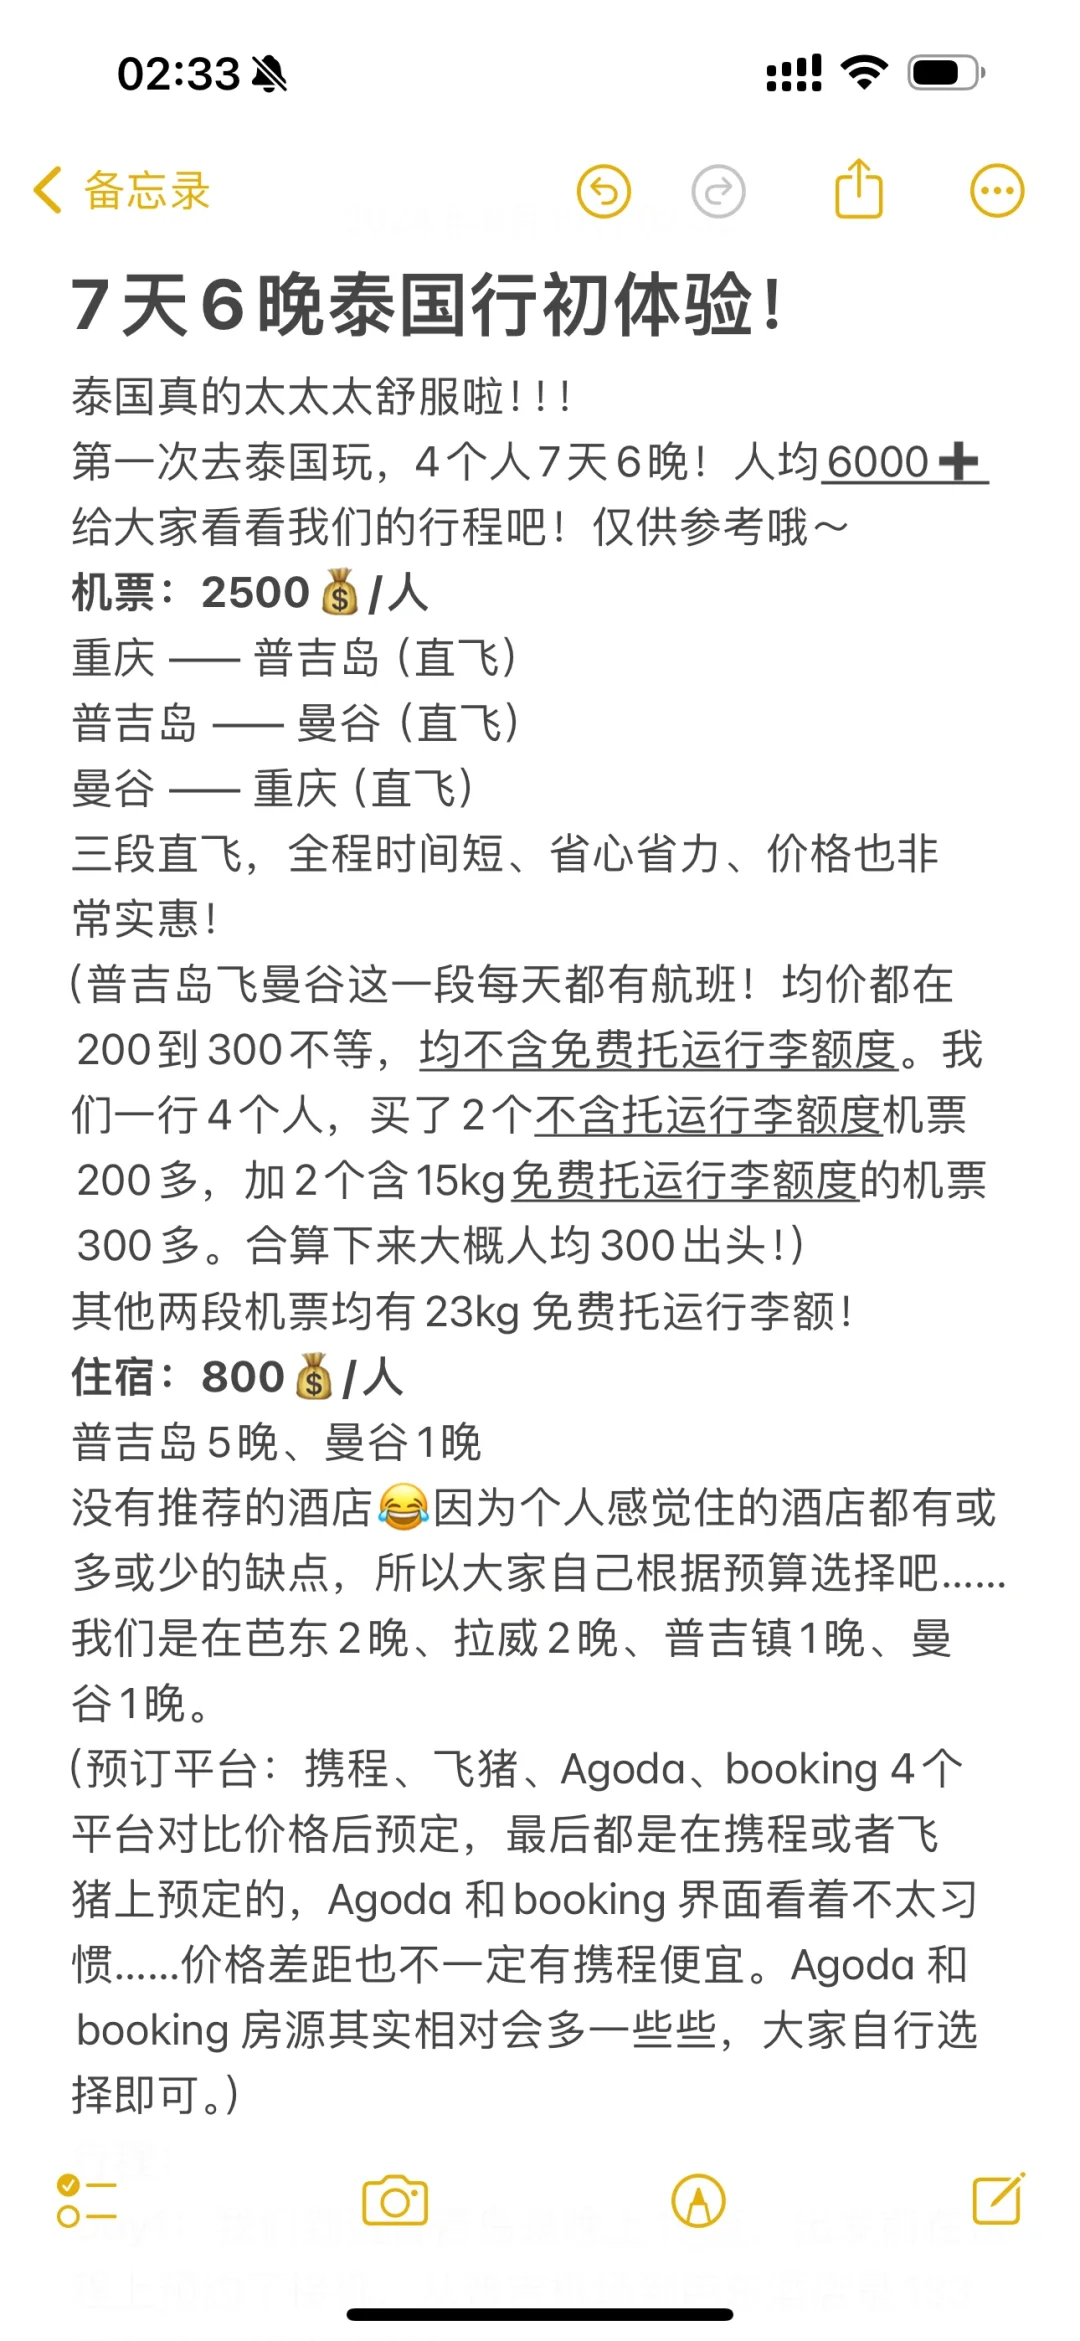 02:33
备忘录
7天6晚泰国行初体验！
泰国真的太太太舒服啦！！！
第一次去泰国玩，4个人7天6晚！人均6000➕
给大家看看我们的行程吧！仅供参考哦～
机票：2500💰/人
重庆 —— 普吉岛（直飞）
普吉岛 —— 曼谷（直飞）
曼谷 —— 重庆（直飞）
三段直飞，全程时间短、省心省力、价格也非
常实惠！
（普吉岛飞曼谷这一段每天都有航班！均价都在
200到300不等，均不含免费托运行李额度。我
们一行4个人，买了2个不含托运行李额度机票
200多，加2个含15kg免费托运行李额度的机票
300多。合算下来大概人均300出头！）
其他两段机票均有23kg 免费托运行李额！
住宿：800💰/人
普吉岛5晚、曼谷1晚
没有推荐的酒店😂因为个人感觉住的酒店都有或
多或少的缺点，所以大家自己根据预算选择吧……
我们是在芭东2晚、拉威2晚、普吉镇1晚、曼
谷1晚。
（预订平台：携程、飞猪、Agoda、booking 4个
平台对比价格后预定，最后都是在携程或者飞
猪上预定的，Agoda 和booking 界面看着不太习
惯……价格差距也不一定有携程便宜。Agoda 和
booking 房源其实相对会多一些些，大家自行选
择即可。）